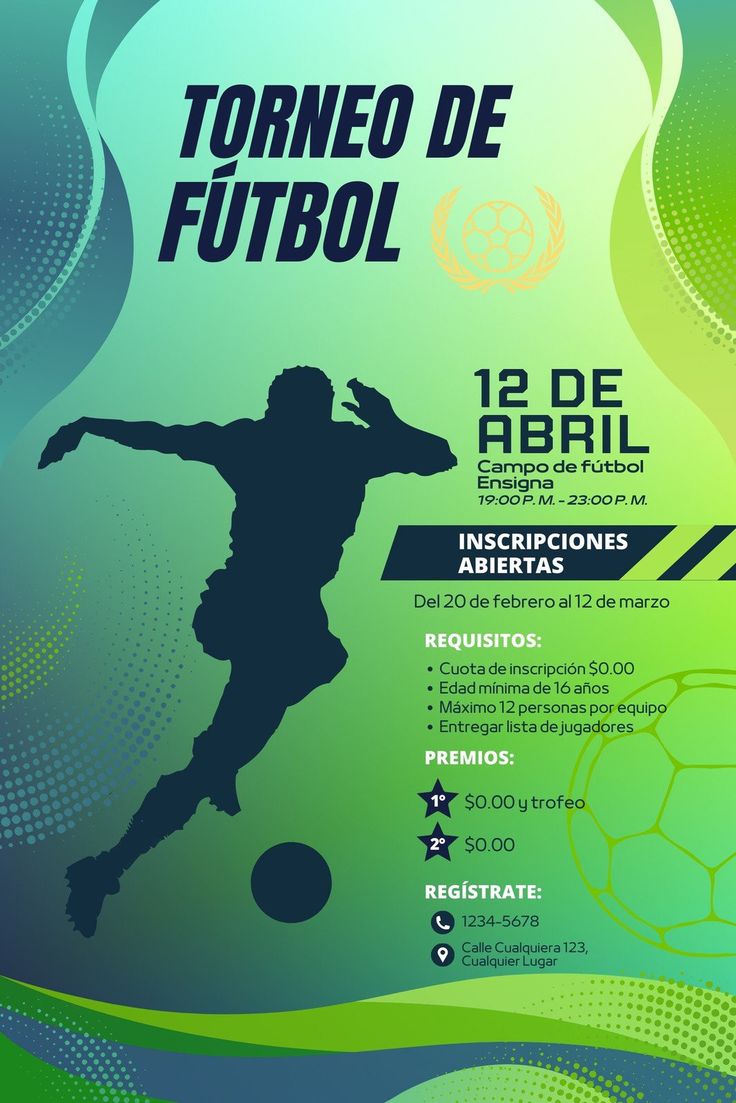 TORNEO DE
FÚTBOL
12 DE
ABRIL
Campo de fútbol
Ensigna
19:00 P. M. - 23:00 P. M.
INSCRIPCIONES
ABIERTAS
Del 20 de febrero al 12 de marzo
REQUISITOS:
• Cuota de inscripción $0.00
• Edad mínima de 16 años
• Máximo 12 personas por equipo
• Entregar lista de jugadores
PREMIOS:
1º $0.00 y trofeo
2º $0.00
REGÍSTRATE:
1234-5678
Calle Cualquiera 123,
Cualquier Lugar